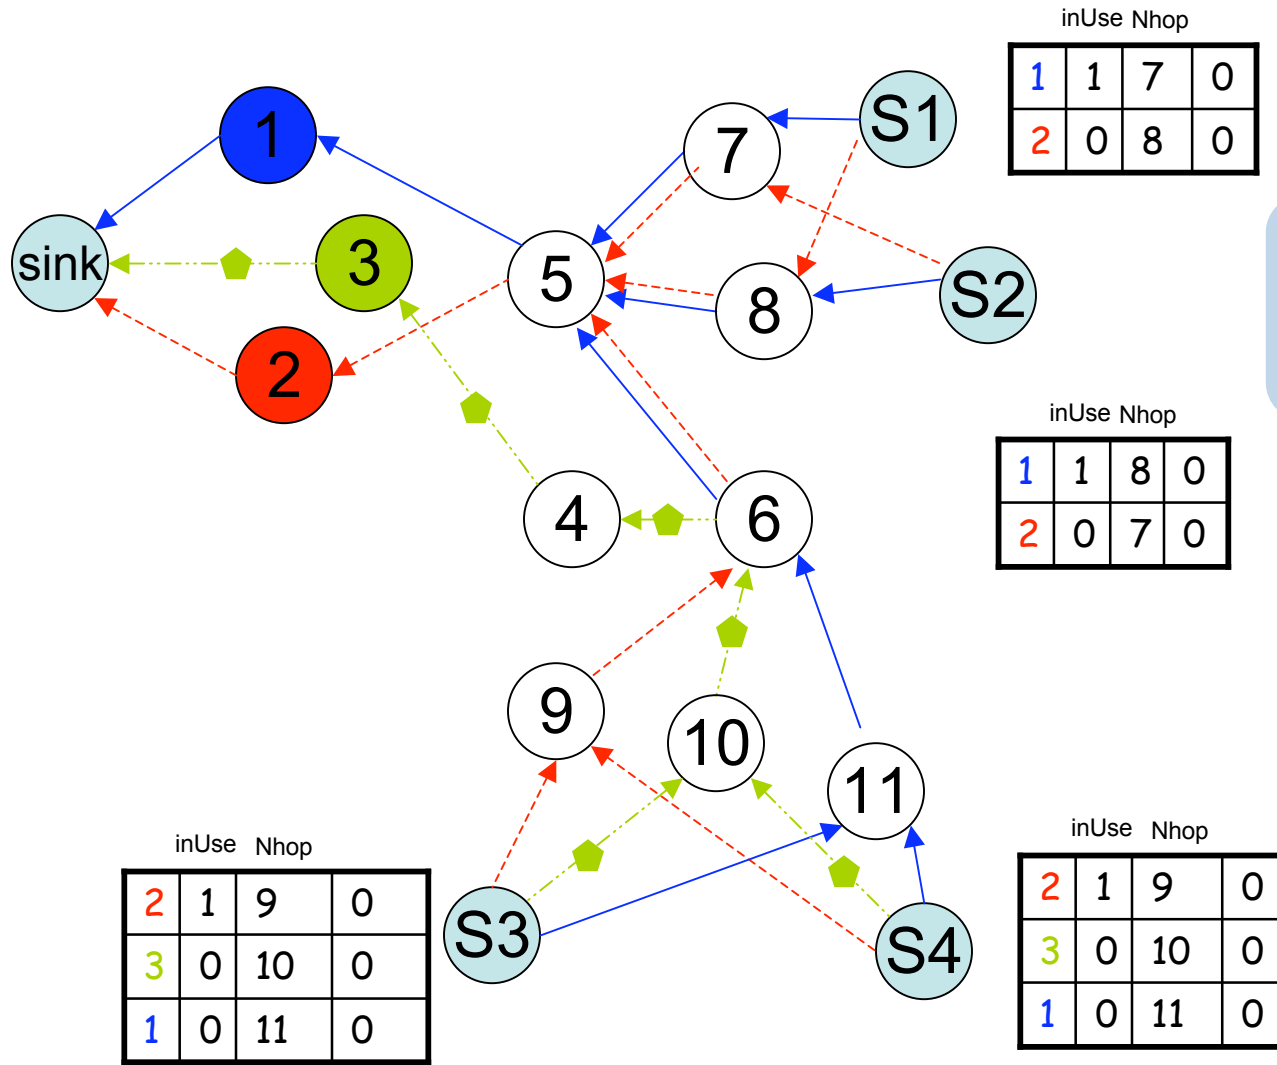 inUse Nhop
1 1 7 0
2 0 8 0
1
7
S1
sink
3
5
8
S2
2
inUse Nhop
1 1 8 0
2 0 7 0
4
6
9
10
11
inUse Nhop
2 1 9 0
3 0 10 0
1 0 11 0
S3
S4
inUse Nhop
2 1 9 0
3 0 10 0
1 0 11 0